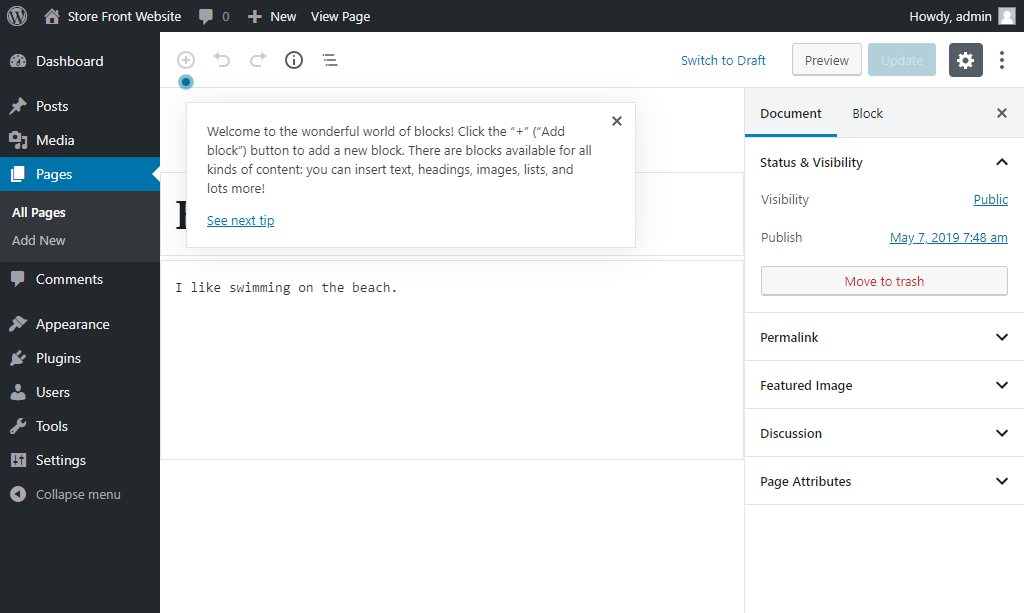 Store Front Website 0 New View Page Howdy, admin
Dashboard
Posts
Media
Pages
All Pages
Add New
Comments
Appearance
Plugins
Users
Tools
Settings
Collapse menu
Switch to Draft Preview Update
Welcome to the wonderful world of blocks! Click the “+” (“Add
block”) button to add a new block. There are blocks available for all
kinds of content: you can insert text, headings, images, lists, and
lots more!
See next tip
I like swimming on the beach.
Document Block
Status & Visibility
Visibility Public
Publish May 7, 2019 7:48 am
Move to trash
Permalink
Featured Image
Discussion
Page Attributes